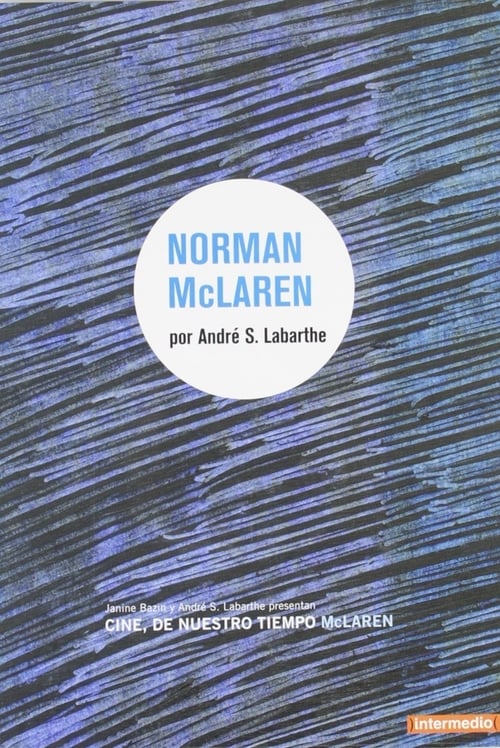 NORMAN
McLAREN
por André S. Labarthe
Janine Bazin y André S. Labarthe presentan
CINE, DE NUESTRO TIEMPO McLAREN
intermedio